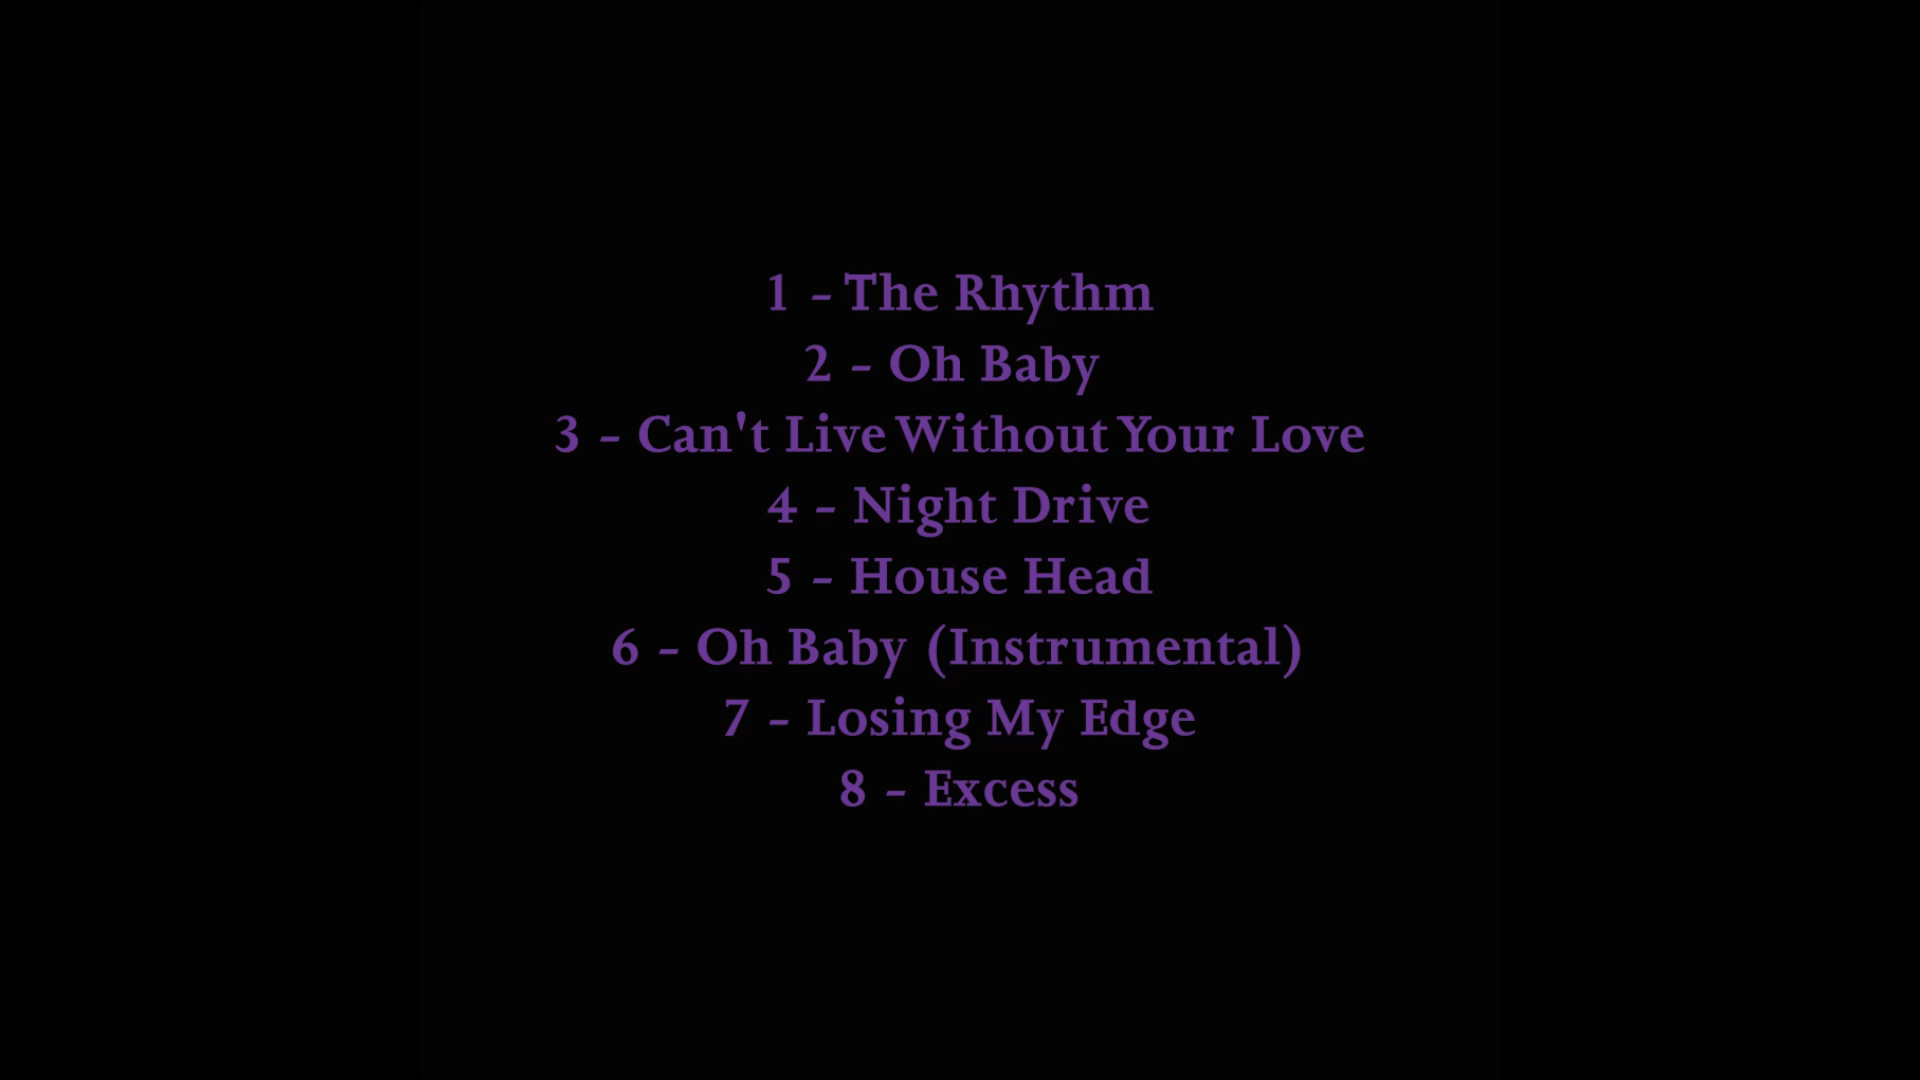 1 - The Rhythm
2 - Oh Baby
3 - Can't Live Without Your Love
4 - Night Drive
5 - House Head
6 - Oh Baby (Instrumental)
7 - Losing My Edge
8 - Excess